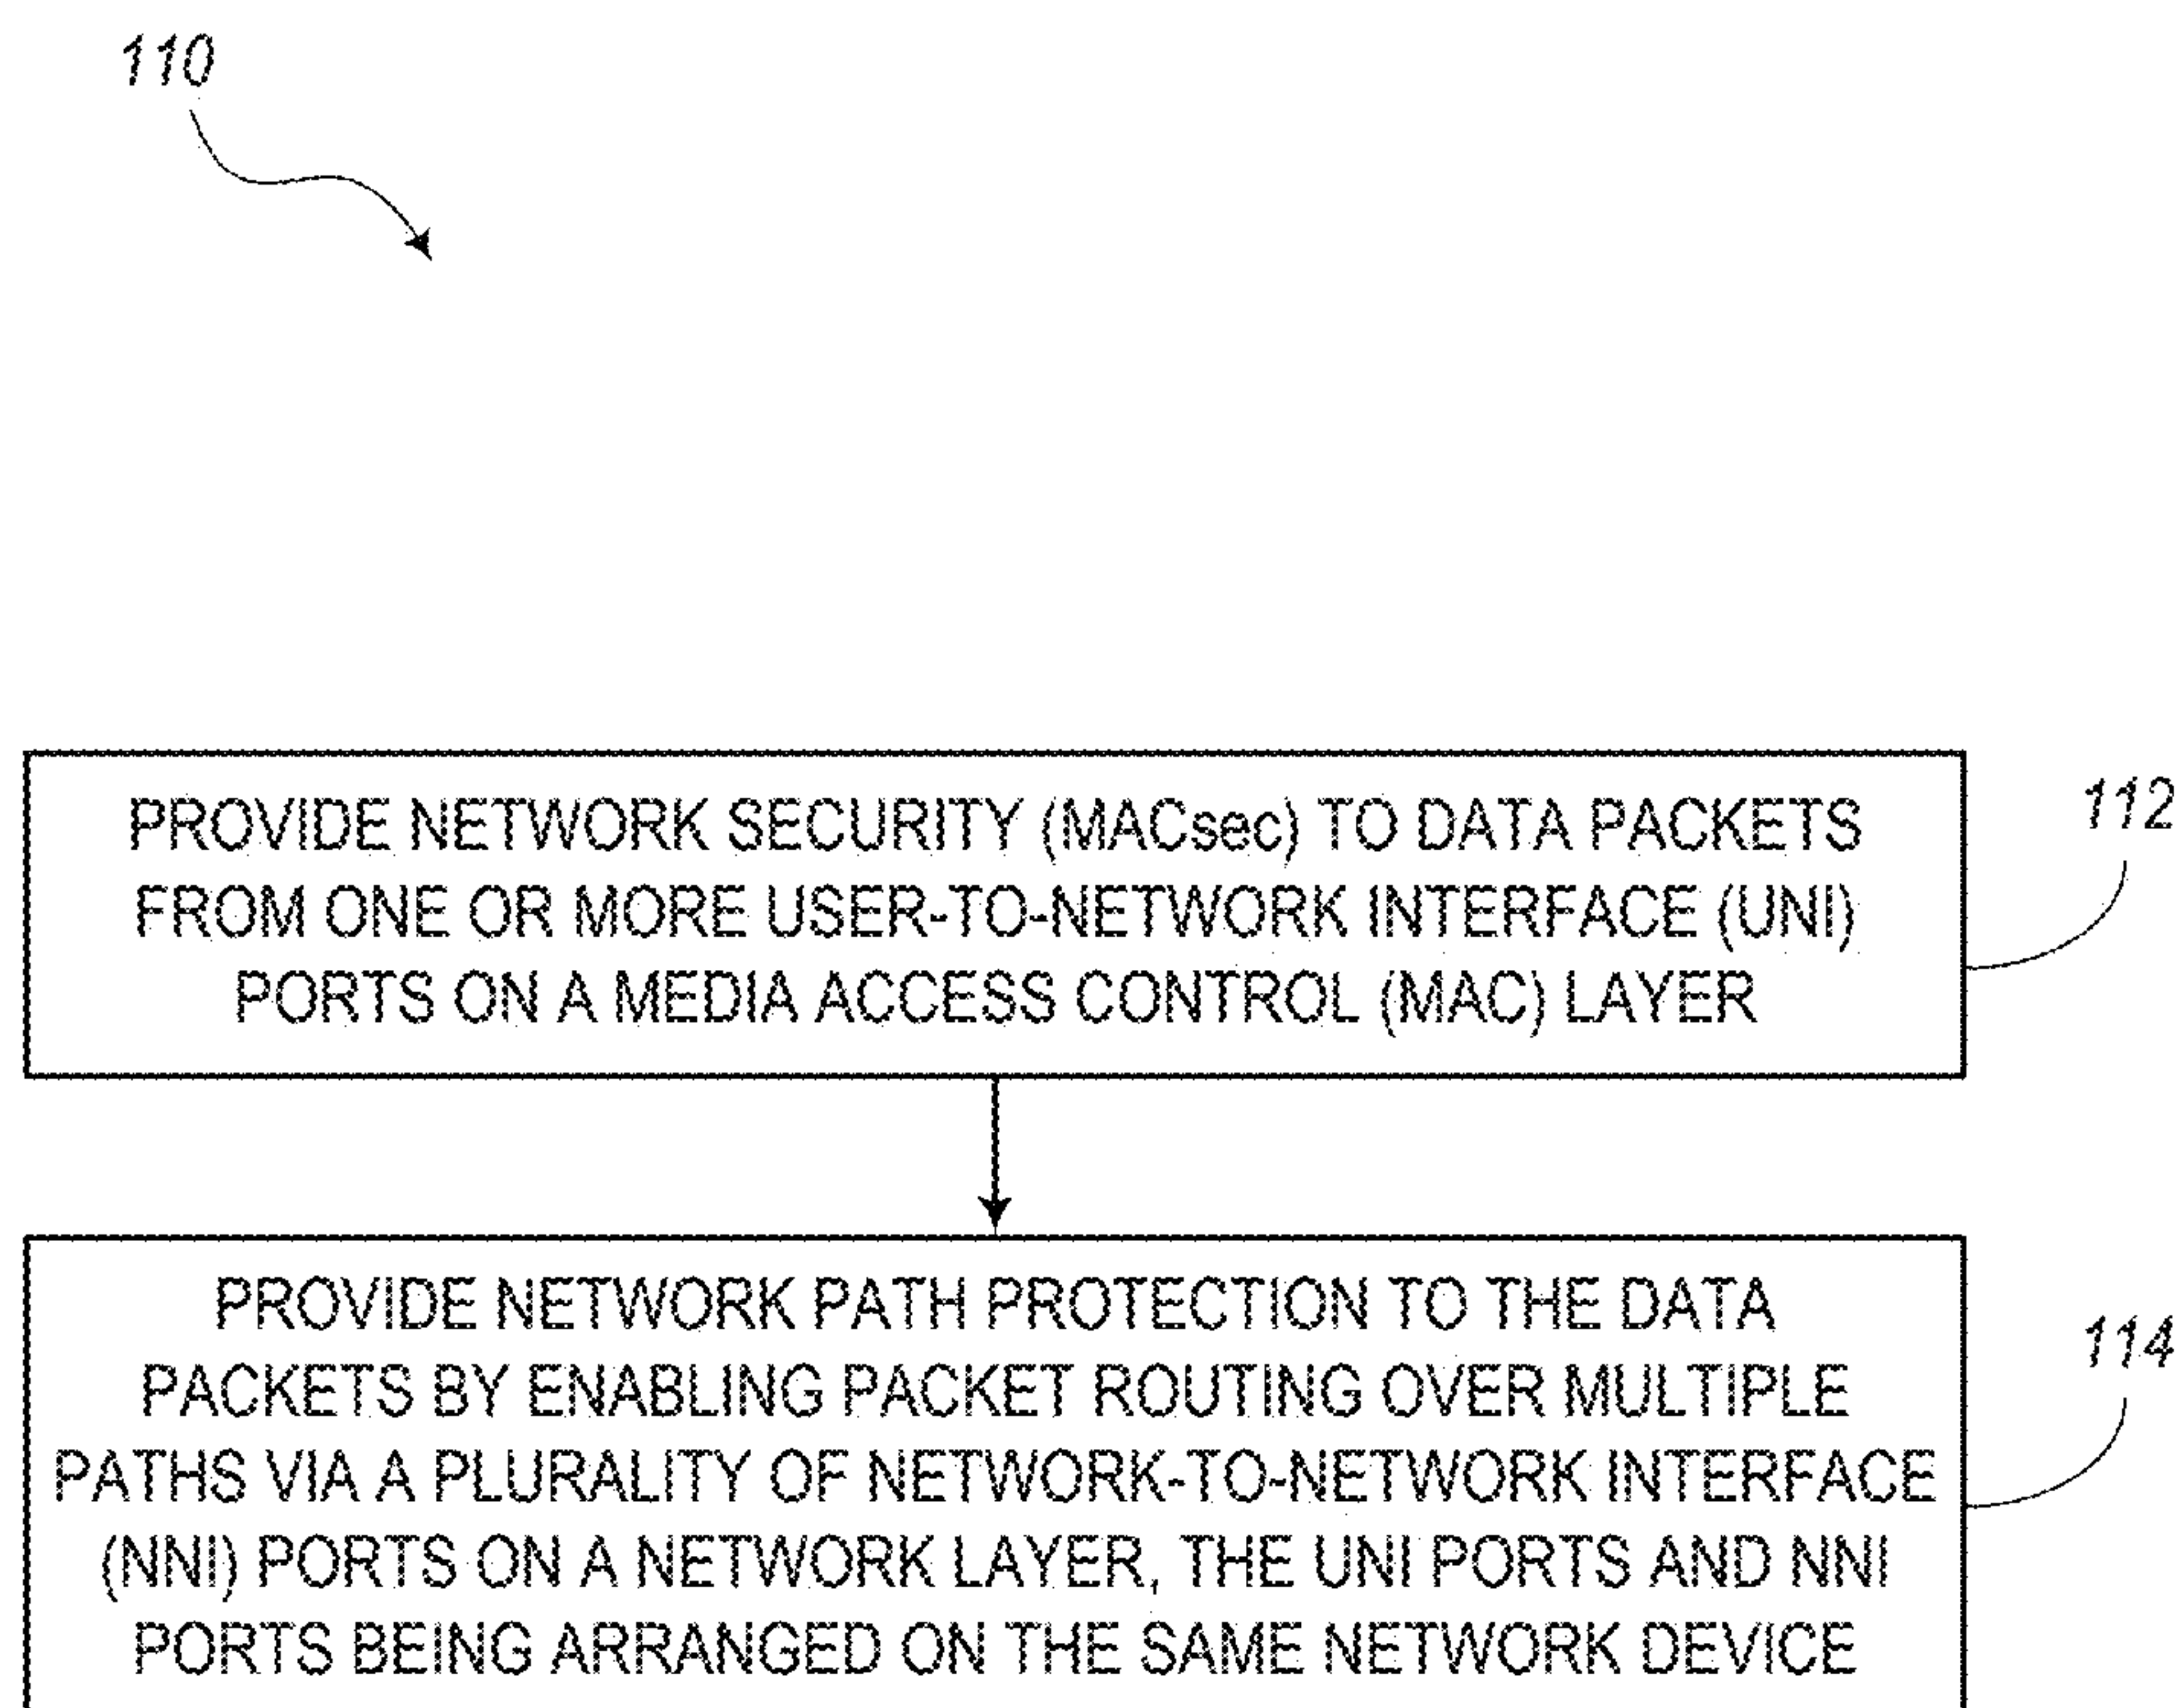 110
PROVIDE NETWORK SECURITY (MACsec) TO DATA PACKETS
FROM ONE OR MORE USER-TO-NETWORK INTERFACE (UNI)
PORTS ON A MEDIA ACCESS CONTROL (MAC) LAYER
112
PROVIDE NETWORK PATH PROTECTION TO THE DATA
PACKETS BY ENABLING PACKET ROUTING OVER MULTIPLE
PATHS VIA A PLURALITY OF NETWORK-TO-NETWORK INTERFACE
(NNI) PORTS ON A NETWORK LAYER, THE UNI PORTS AND NNI
PORTS BEING ARRANGED ON THE SAME NETWORK DEVICE
114